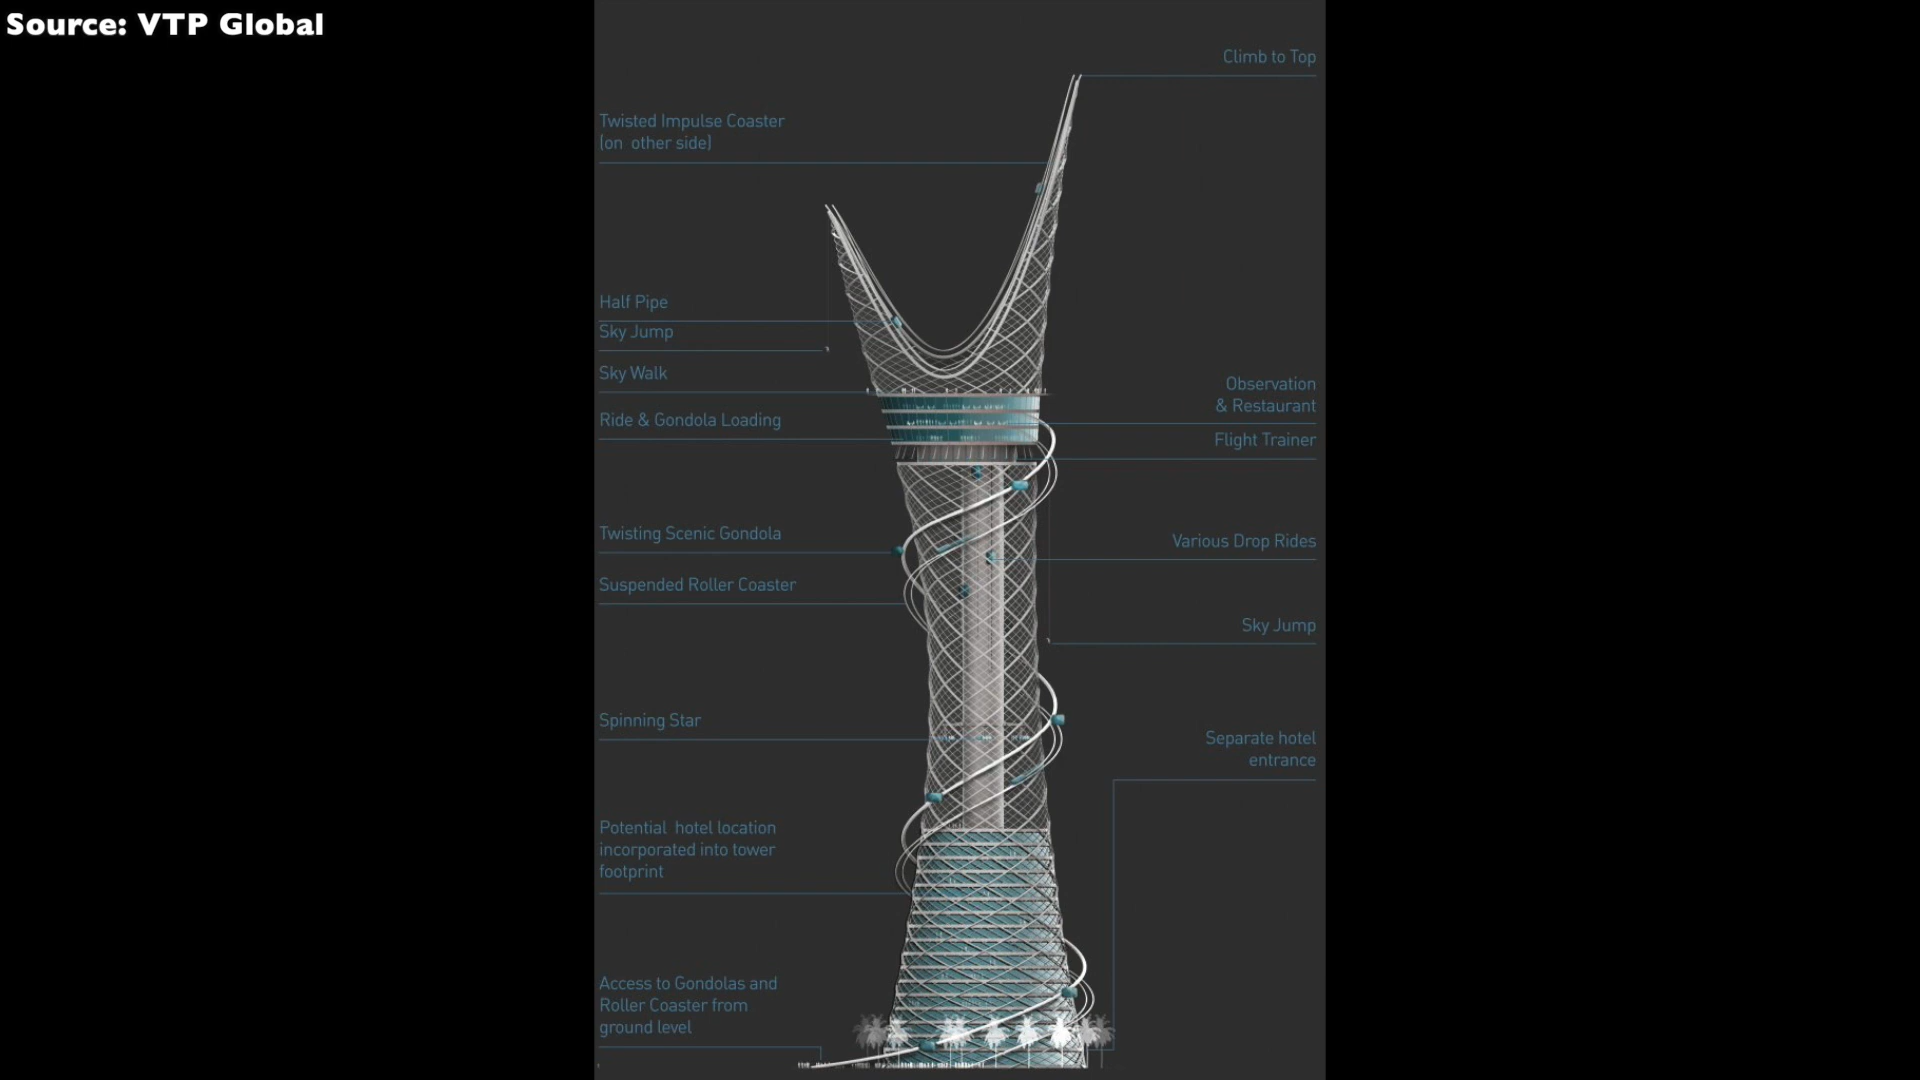 Source: VTP Global
Climb to Top
Twisted Impulse Coaster
(on other side)
Half Pipe
Sky Jump
Sky Walk
Ride & Gondola Loading
Observation
& Restaurant
Flight Trainer
Twisting Scenic Gondola
Various Drop Rides
Suspended Roller Coaster
Sky Jump
Spinning Star
Separate hotel
entrance
Potential hotel location
incorporated into tower
footprint
Access to Gondolas and
Roller Coaster from
ground level